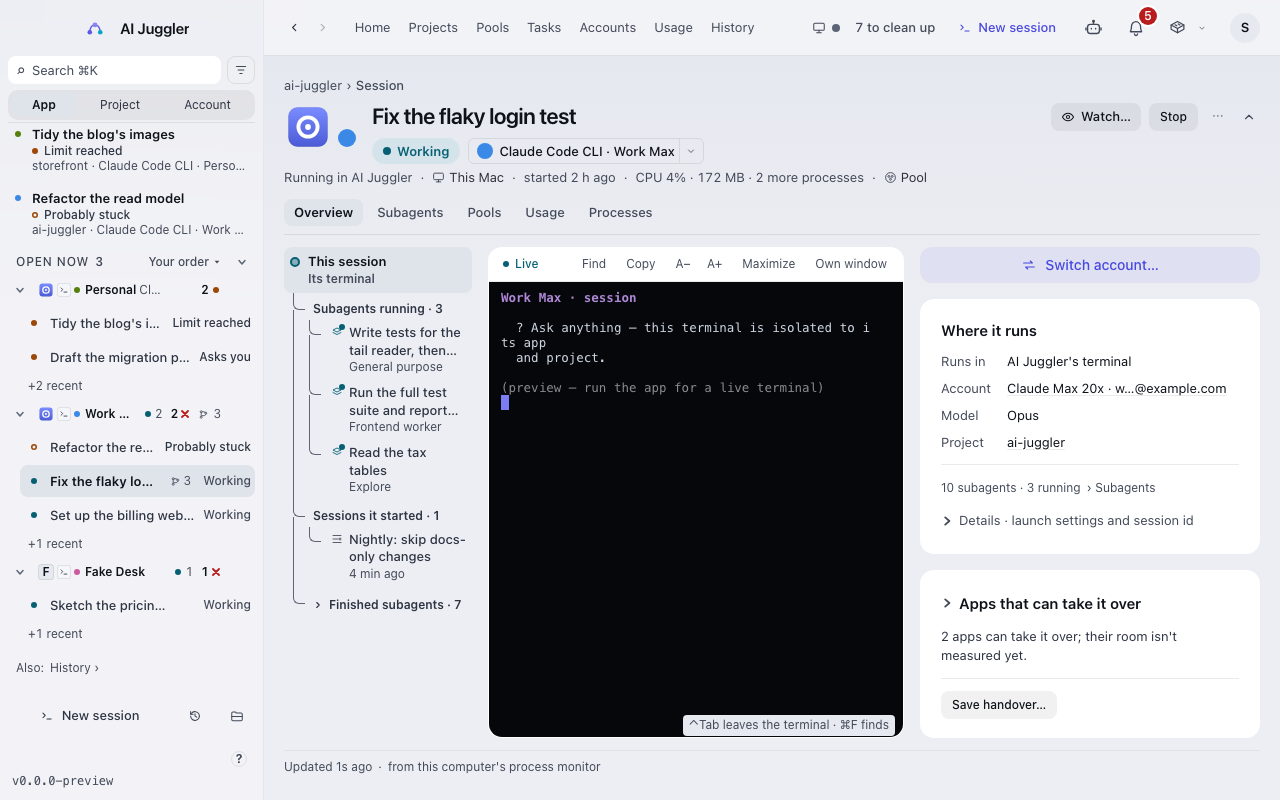 AI Juggler
Search ⌘K
App Project Account
Tidy the blog's images
Limit reached
storefront · Claude Code CLI · Perso…
Refactor the read model
Probably stuck
ai-juggler · Claude Code CLI · Work …
OPEN NOW 3 Your order
Personal Cl… 2
Tidy the blog's i… Limit reached
Draft the migration p… Asks you
+2 recent
Work … 2 2 3
Refactor the re… Probably stuck
Fix the flaky lo… 3 Working
Set up the billing web… Working
+1 recent
F Fake Desk 1 1
Sketch the pricin… Working
+1 recent
Also: History ›
New session
?
v0.0.0-preview
Home Projects Pools Tasks Accounts Usage History 7 to clean up New session 5 S
ai-juggler › Session
Fix the flaky login test
Watch… Stop …
Working Claude Code CLI · Work Max
Running in AI Juggler · This Mac · started 2 h ago · CPU 4% · 172 MB · 2 more processes · Pool
Overview Subagents Pools Usage Processes
This session
Its terminal
Subagents running · 3
Write tests for the
tail reader, then…
General purpose
Run the full test
suite and report…
Frontend worker
Read the tax
tables
Explore
Sessions it started · 1
Nightly: skip docs-
only changes
4 min ago
Finished subagents · 7
Live Find Copy A− A+ Maximize Own window
Work Max · session
? Ask anything — this terminal is isolated to i
ts app
and project.
(preview — run the app for a live terminal)
^Tab leaves the terminal · ⌘F finds
Switch account…
Where it runs
Runs in AI Juggler's terminal
Account Claude Max 20x · w…@example.com
Model Opus
Project ai-juggler
10 subagents · 3 running › Subagents
Details · launch settings and session id
Apps that can take it over
2 apps can take it over; their room isn't
measured yet.
Save handover…
Updated 1s ago · from this computer's process monitor